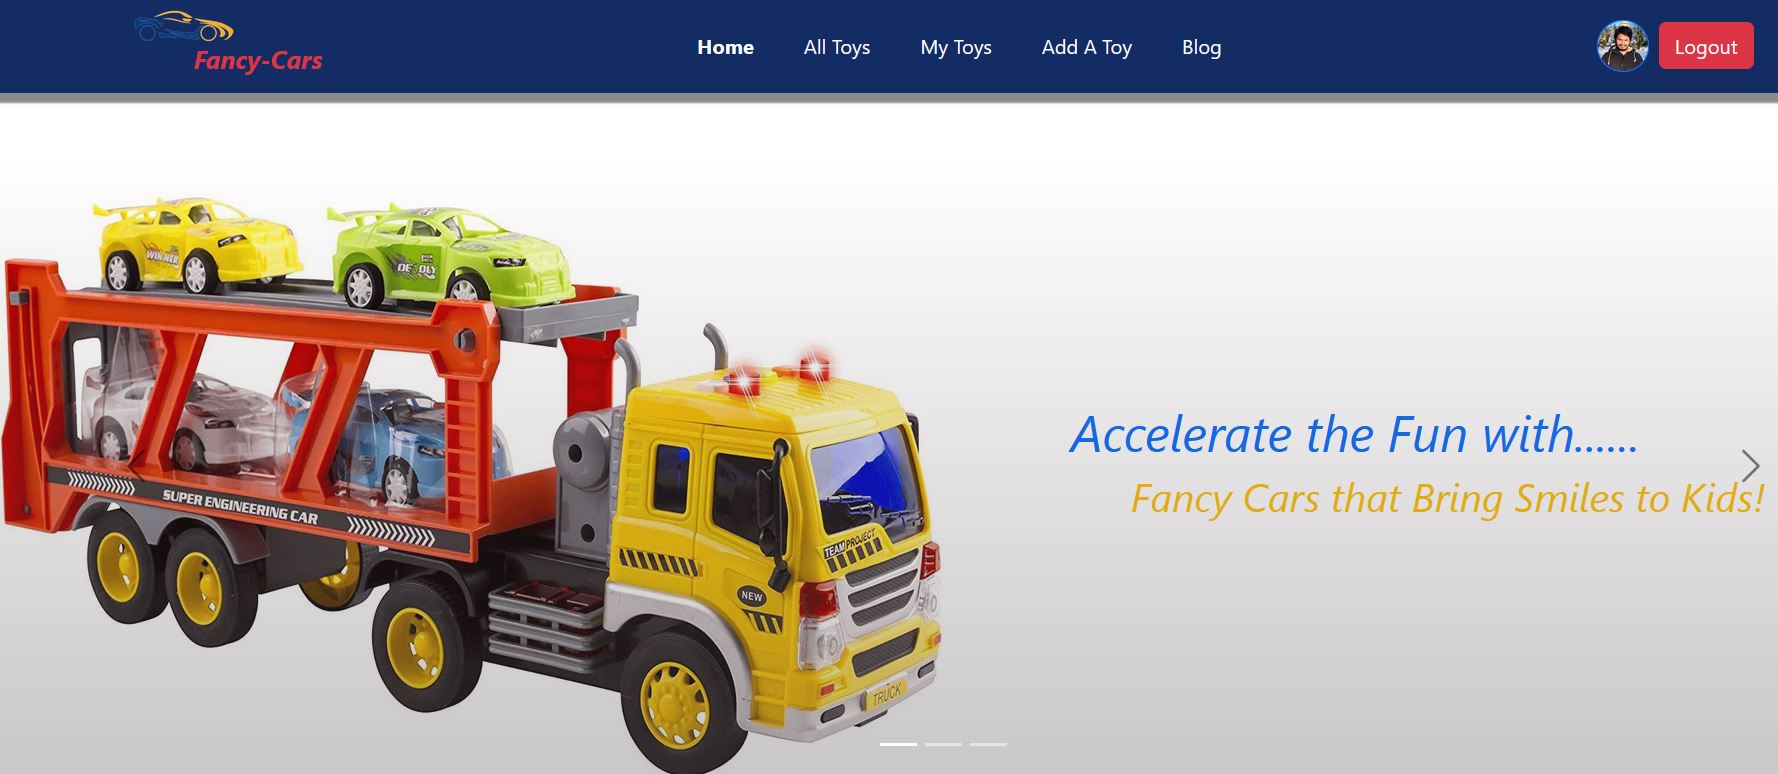 Fancy-Cars
Home
All Toys
My Toys
Add A Toy
Blog
Logout
WINNER
DEADLY
Accelerate the Fun with......
Fancy Cars that Bring Smiles to Kids!
SUPER ENGINEERING CAR
TEAM PROJECT
NEW
TRUCK